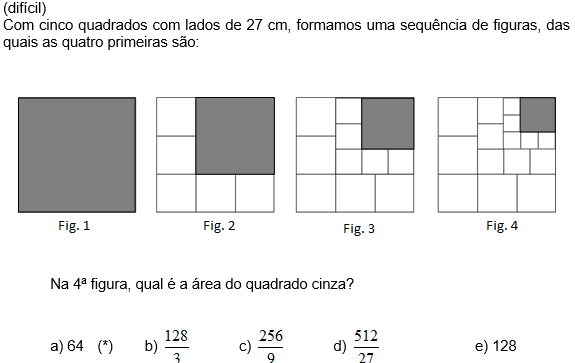 (difícil)
Com cinco quadrados com lados de 27 cm, formamos uma sequência de figuras, das
quais as quatro primeiras são:
Fig. 1 Fig. 2 Fig. 3 Fig. 4
Na 4ª figura, qual é a área do quadrado cinza?
a) 64 (*) b) 128/3 c) 256/9 d) 512/27 e) 128